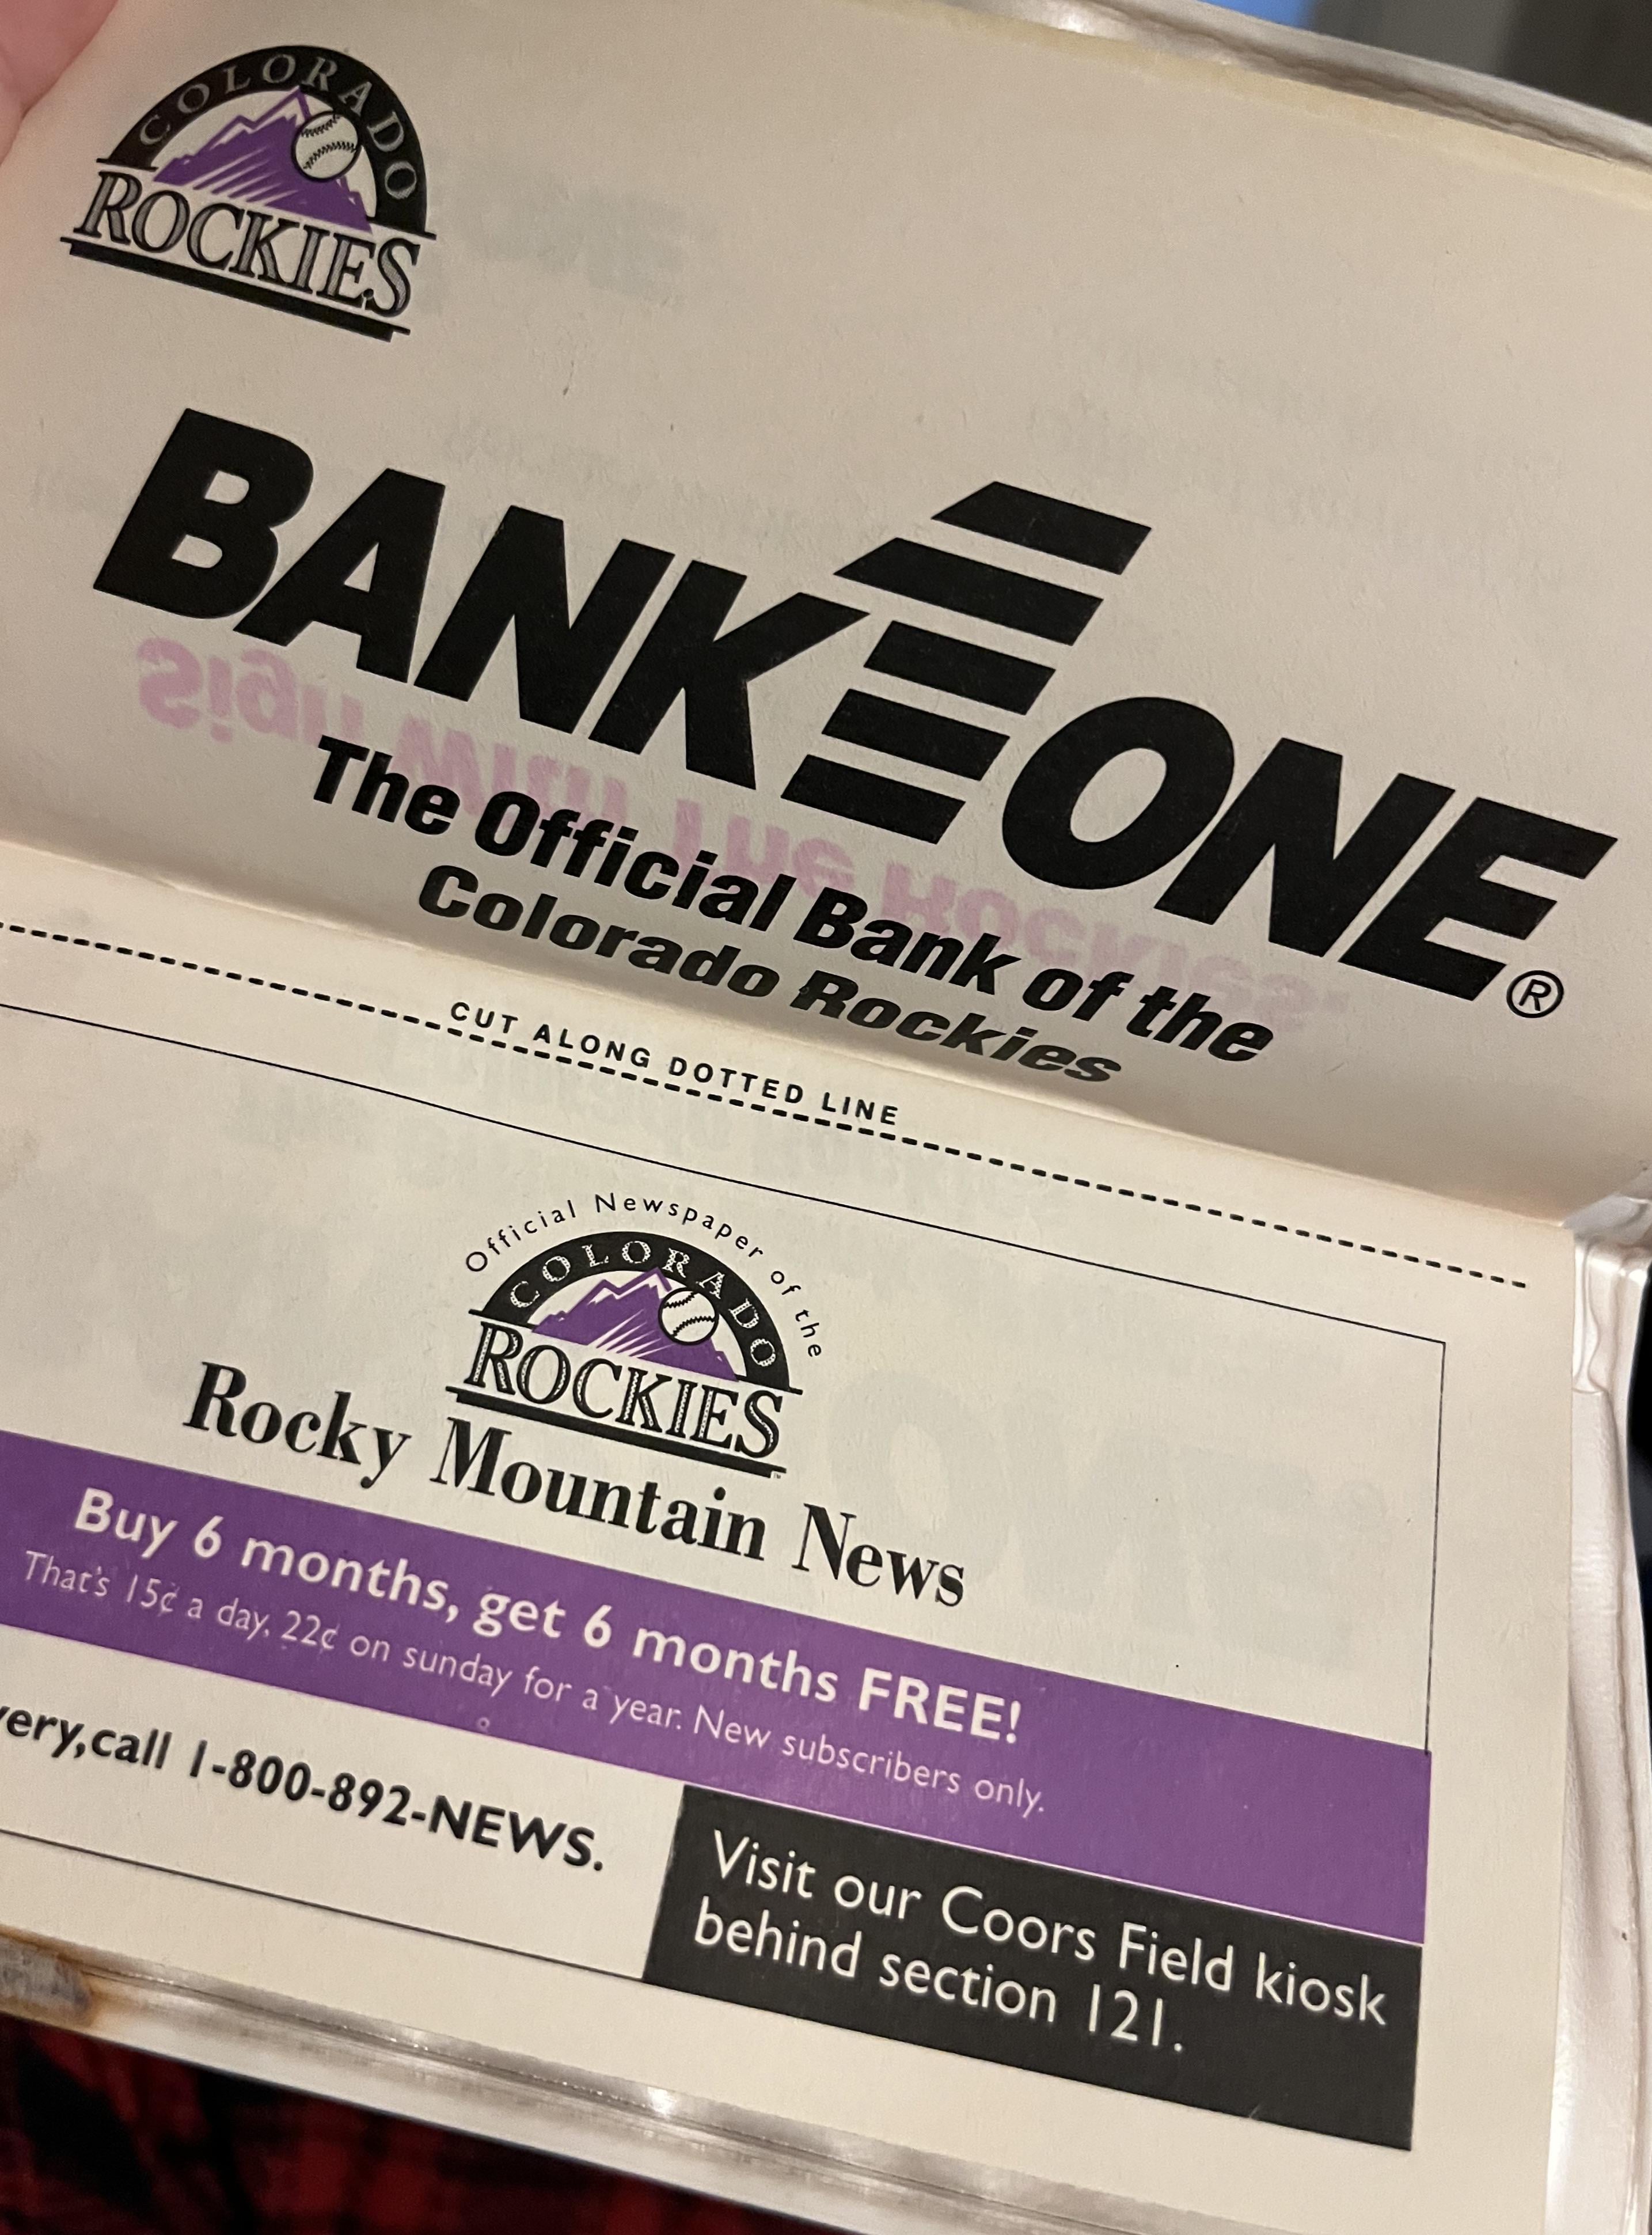 COLORADO
ROCKIES
BANK ONE®
The Official Bank of the
Colorado Rockies
CUT ALONG DOTTED LINE
Official Newspaper of the
COLORADO
ROCKIES
Rocky Mountain News
Buy 6 months, get 6 months FREE!
That's 15¢ a day, 22¢ on sunday for a year. New subscribers only.
very,call 1-800-892-NEWS.
Visit our Coors Field kiosk
behind section 121.